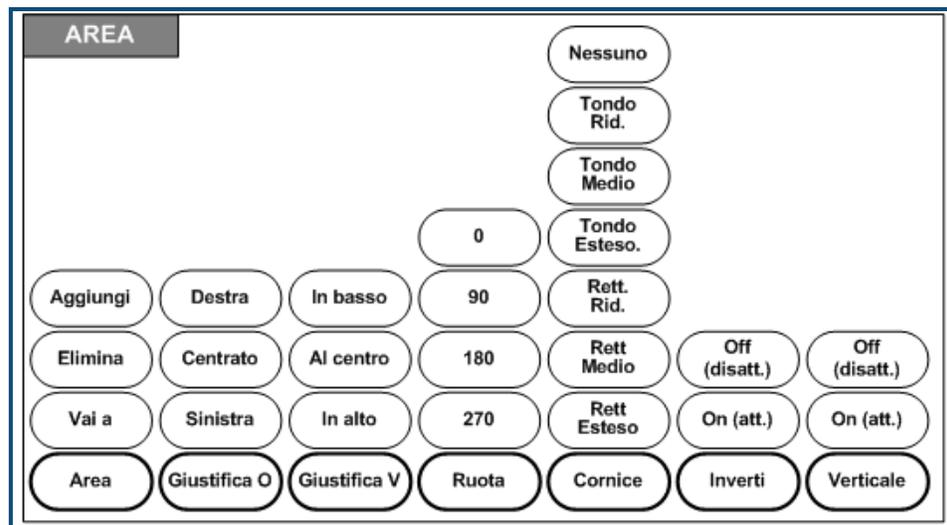 AREA
Nessuno
Tondo
Rid.
Tondo
Medio
0
Tondo
Esteso.
Aggiungi
Destra
In basso
90
Rett.
Rid.
Elimina
Centrato
Al centro
180
Rett
Medio
Off
(disatt.)
Off
(disatt.)
Vai a
Sinistra
In alto
270
Rett
Esteso
On (att.)
On (att.)
Area
Giustifica O
Giustifica V
Ruota
Cornice
Inverti
Verticale